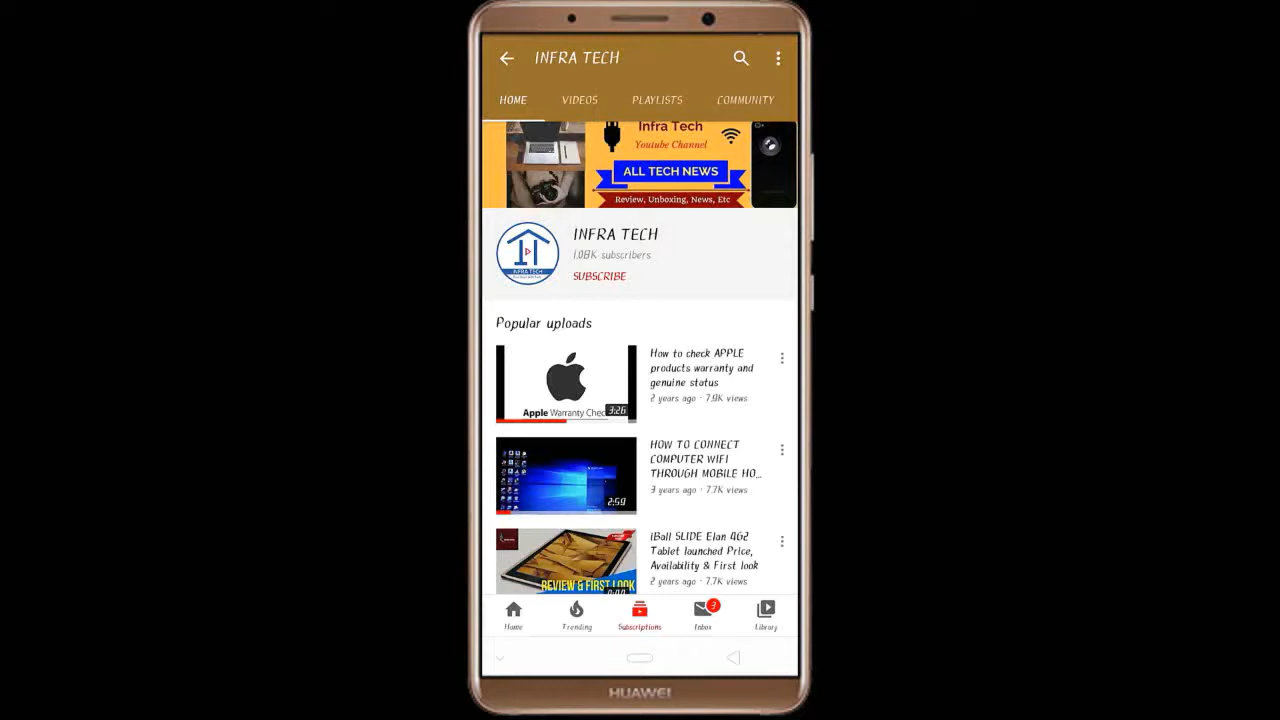 INFRA TECH
HOME VIDEOS PLAYLISTS COMMUNITY
Infra Tech
Youtube Channel
ALL TECH NEWS
Review, Unboxing, News, Etc
INFRA TECH
INFRA TECH
1.08K subscribers
SUBSCRIBE
Popular uploads
Apple Warranty Chec
3:26
How to check APPLE
products warranty and
genuine status
2 years ago · 7.9K views
2:59
HOW TO CONNECT
COMPUTER WIFI
THROUGH MOBILE HO...
3 years ago · 7.7K views
REVIEW & FIRST LOOK
iBall SLIDE Elan 4G2
Tablet launched Price,
Availability & First look
2 years ago · 7.7K views
3
Home Trending Subscriptions Inbox Library
HUAWEI